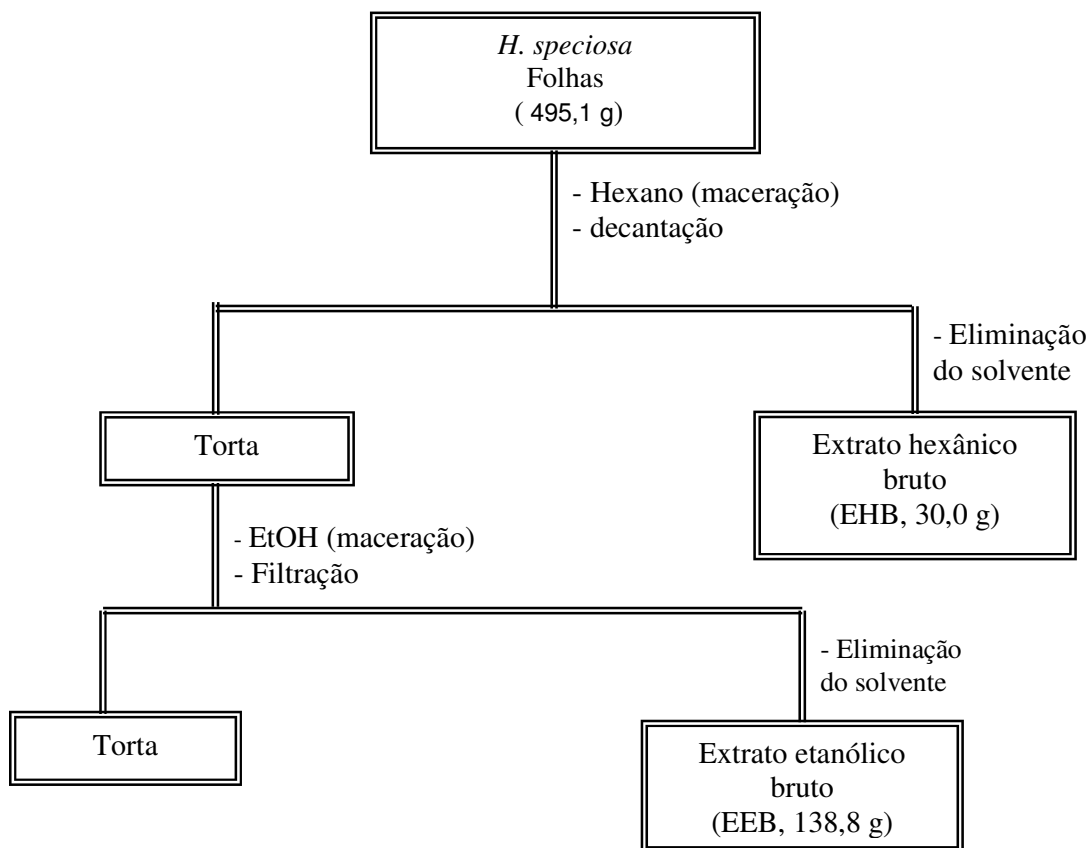 H. speciosa
Folhas
( 495,1 g)
- Hexano (maceração)
- decantação
- Eliminação
do solvente
Torta
Extrato hexânico
bruto
(EHB, 30,0 g)
- EtOH (maceração)
- Filtração
- Eliminação
do solvente
Torta
Extrato etanólico
bruto
(EEB, 138,8 g)